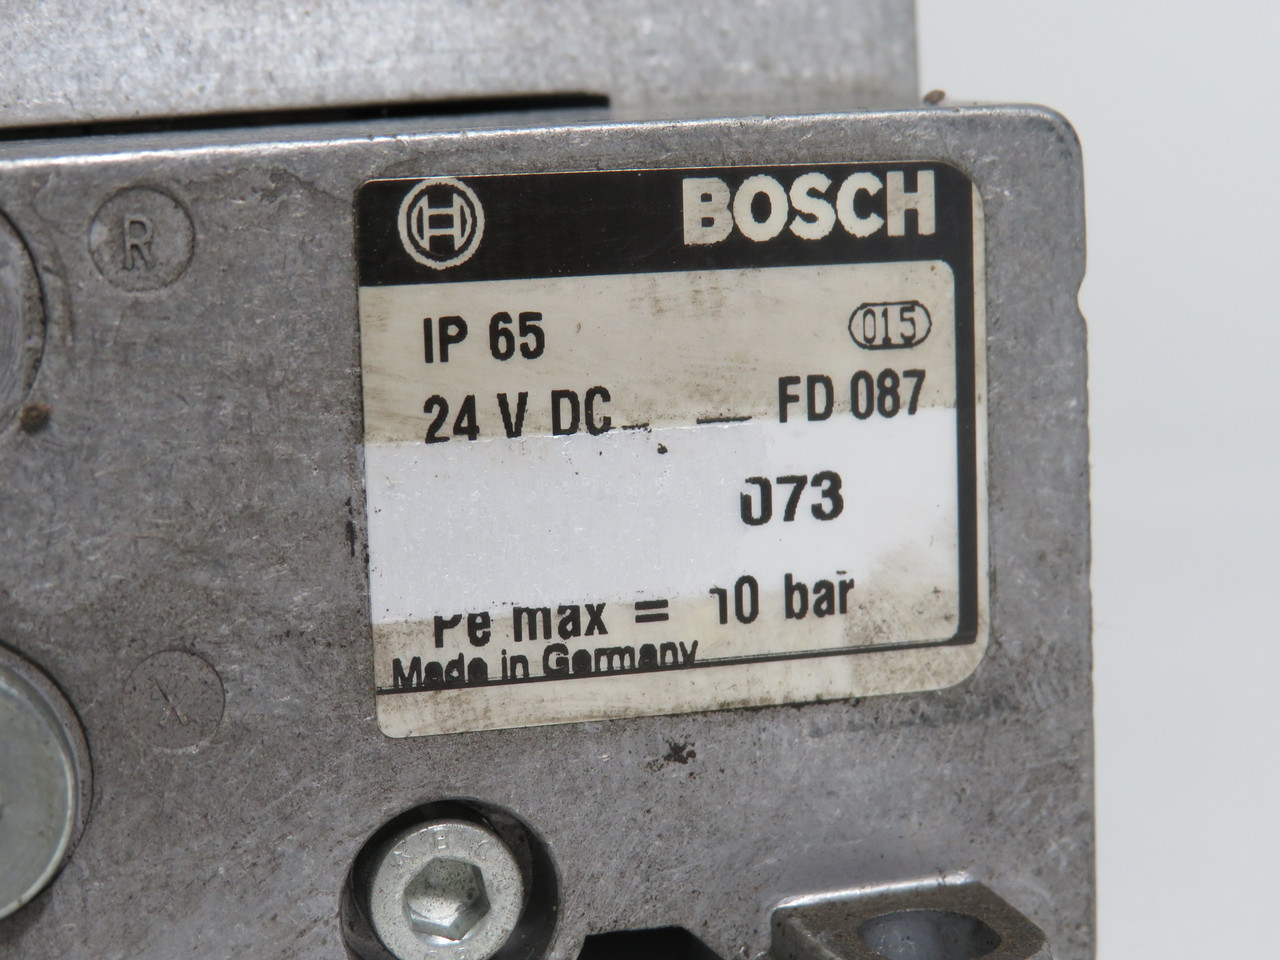 R
BOSCH
IP 65
015
24 V DC
FD 087
073
Pe max = 10 bar
Made in Germany
X